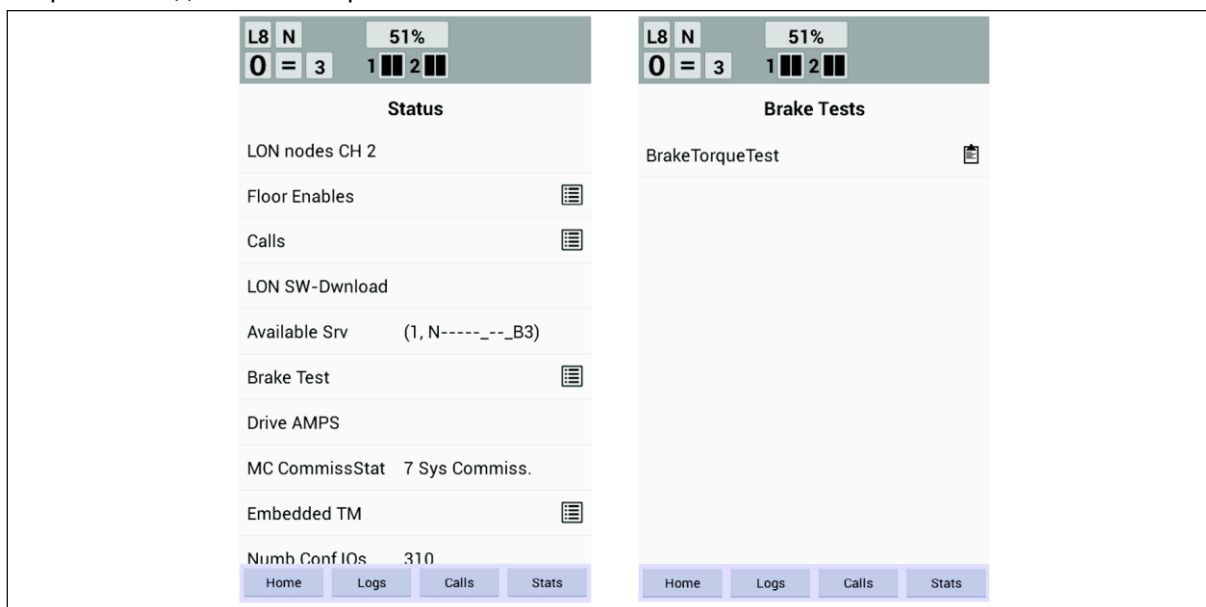 L8 N 51%
0 = 3 1 2
Status
LON nodes CH 2
Floor Enables
Calls
LON SW-Dwnload
Available Srv (1, N-----_--_B3)
Brake Test
Drive AMPS
MC CommissStat 7 Sys Commiss.
Embedded TM
Numb Conf IOs 310
Home Logs Calls Stats
L8 N 51%
0 = 3 1 2
Brake Tests
BrakeTorqueTest
Home Logs Calls Stats